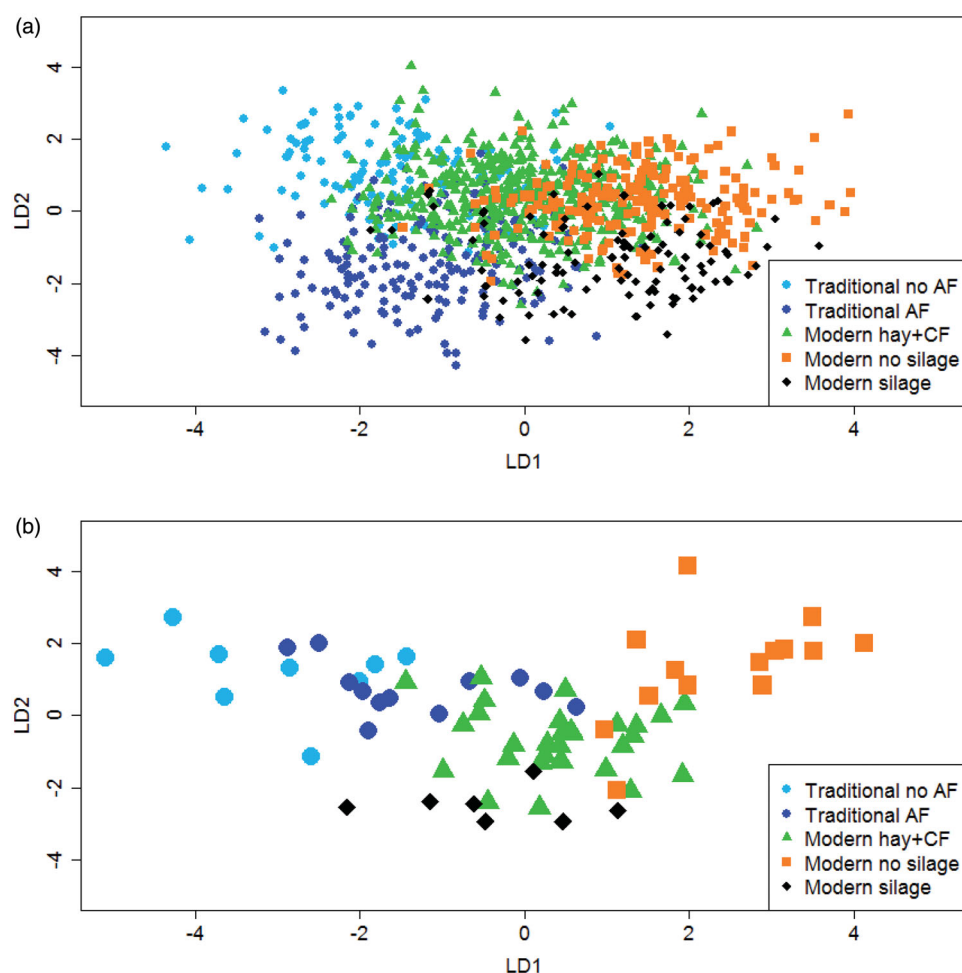 (a)
4
2
0
-2
-4
LD2
Traditional no AF
Traditional AF
Modern hay+CF
Modern no silage
Modern silage
-4 -2 0 2 4
LD1
(b)
4
2
0
-2
-4
LD2
Traditional no AF
Traditional AF
Modern hay+CF
Modern no silage
Modern silage
-4 -2 0 2 4
LD1